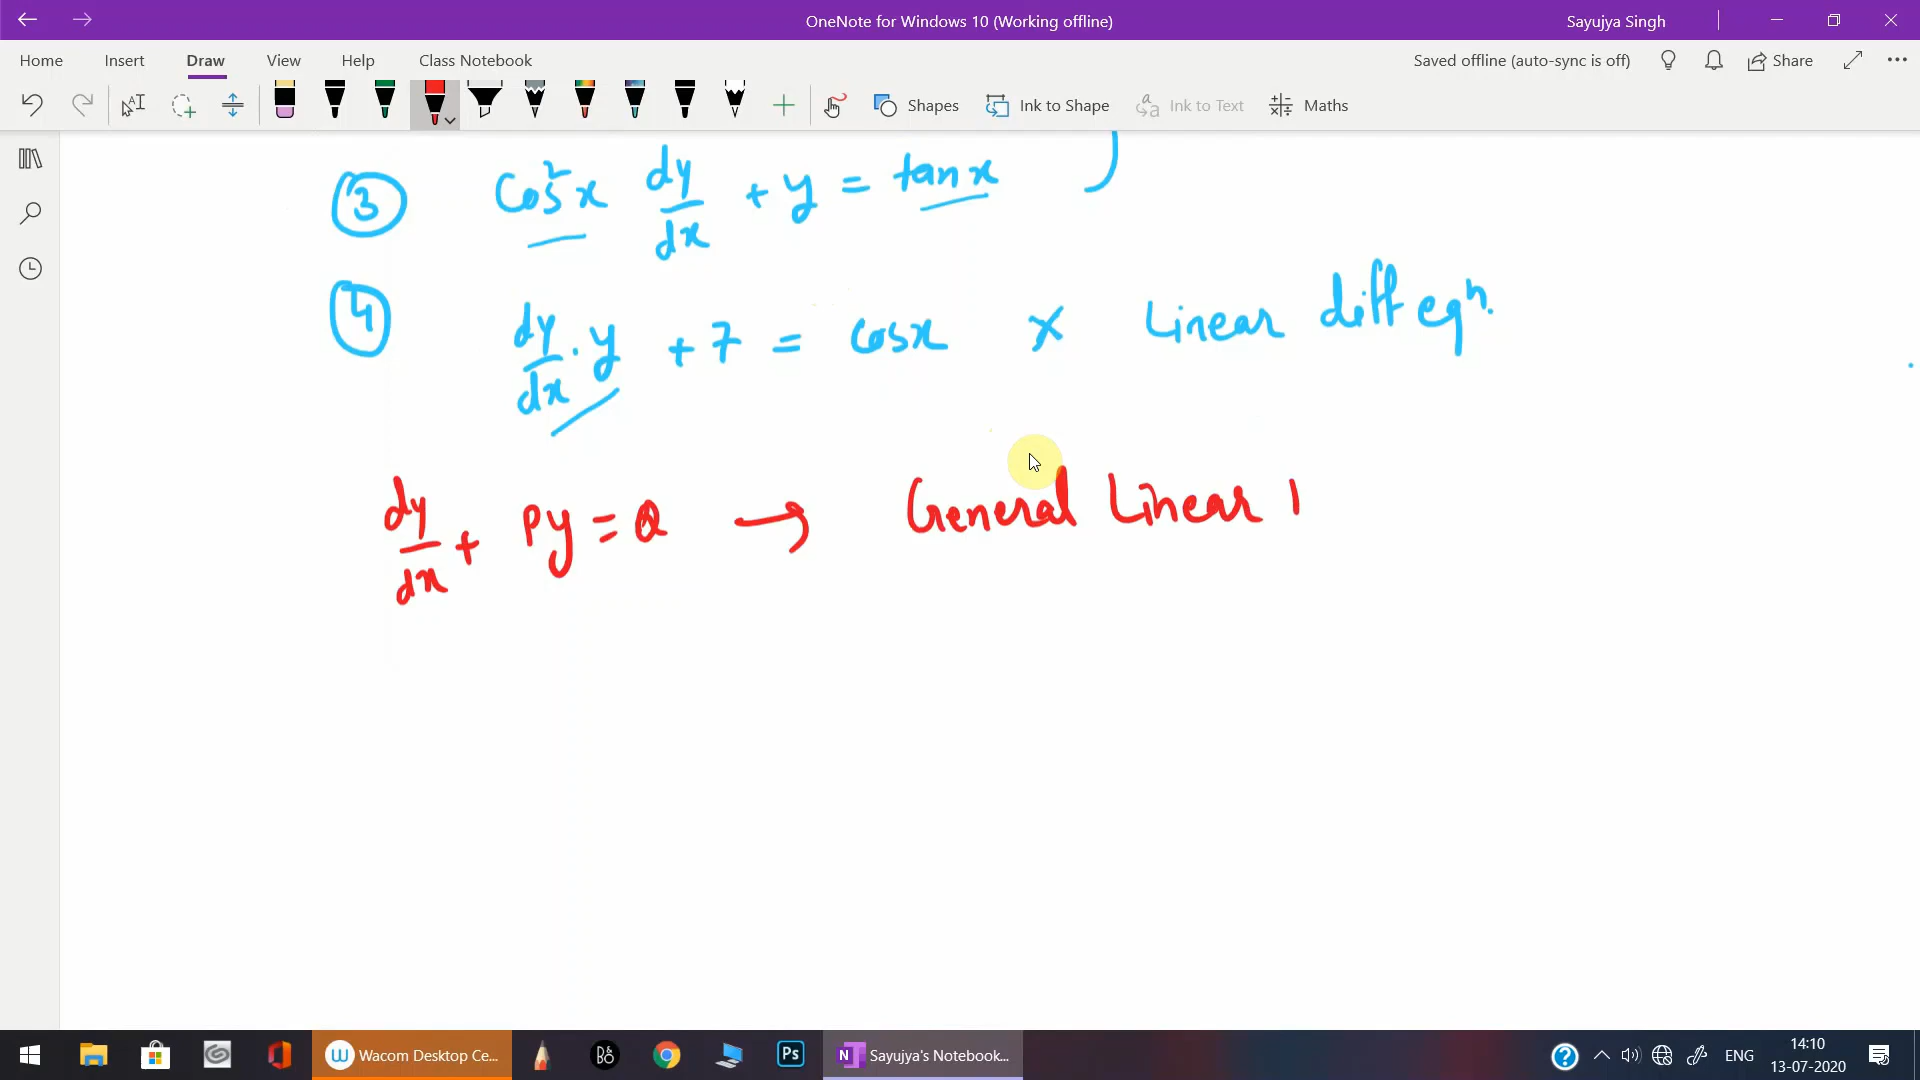 OneNote for Windows 10 (Working offline)
Sayujya Singh
Home Insert Draw View Help Class Notebook
Saved offline (auto-sync is off) Share
Shapes Ink to Shape Ink to Text Maths
③ cos²x dy/dx + y = tanx
④ dy/dx . y + 7 = cosx × Linear diff eqⁿ.
dy/dx + Py = Q → General Linear
Wacom Desktop Ce...
Sayujya's Notebook...
ENG
14:10
13-07-2020